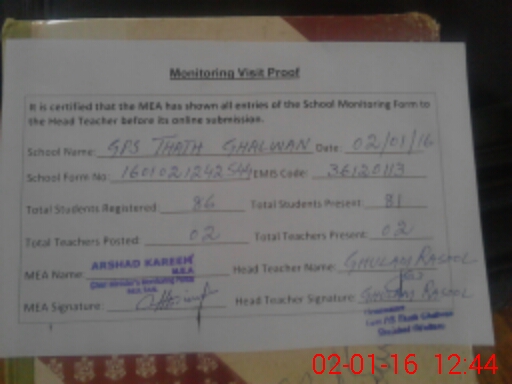 Monitoring Visit Proof
It is certified that the MEA has shown all entries of the School Monitoring Form to
the Head Teacher before its online submission.
School Name: GPS THATH GHALWAN Date: 02/01/16
School Form No: EMIS Code: 36120113
Total Students Registered: 86 Total Students Present: 81
Total Teachers Posted: 02 Total Teachers Present: 02
MEA Name: ARSHAD KAREEM Head Teacher Name: GHULAM RASOOL
M.E.A
MEA Signature: Head Teacher Signature: GHULAM RASOOL
02-01-16 12:44